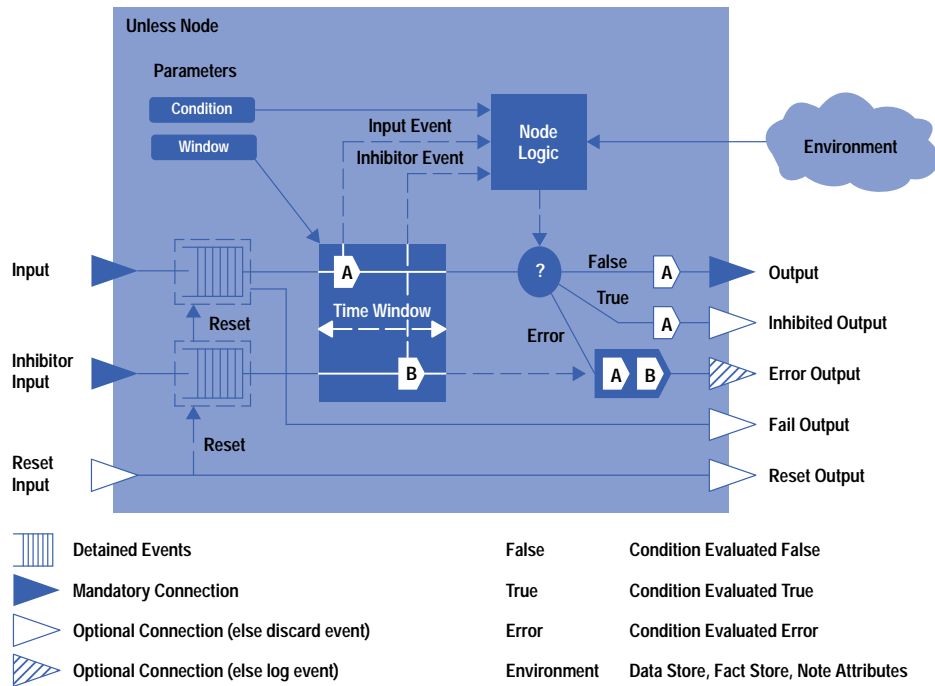 Unless Node
Parameters
Condition
Window
Input Event
Inhibitor Event
Node
Logic
Environment
Input
A
?
False
A
Output
True
Reset
Time Window
A
Inhibited Output
Error
Inhibitor
Input
B
A B
Error Output
Reset
Fail Output
Reset
Input
Reset Output
Detained Events
False Condition Evaluated False
Mandatory Connection
True Condition Evaluated True
Optional Connection (else discard event)
Error Condition Evaluated Error
Optional Connection (else log event)
Environment Data Store, Fact Store, Note Attributes